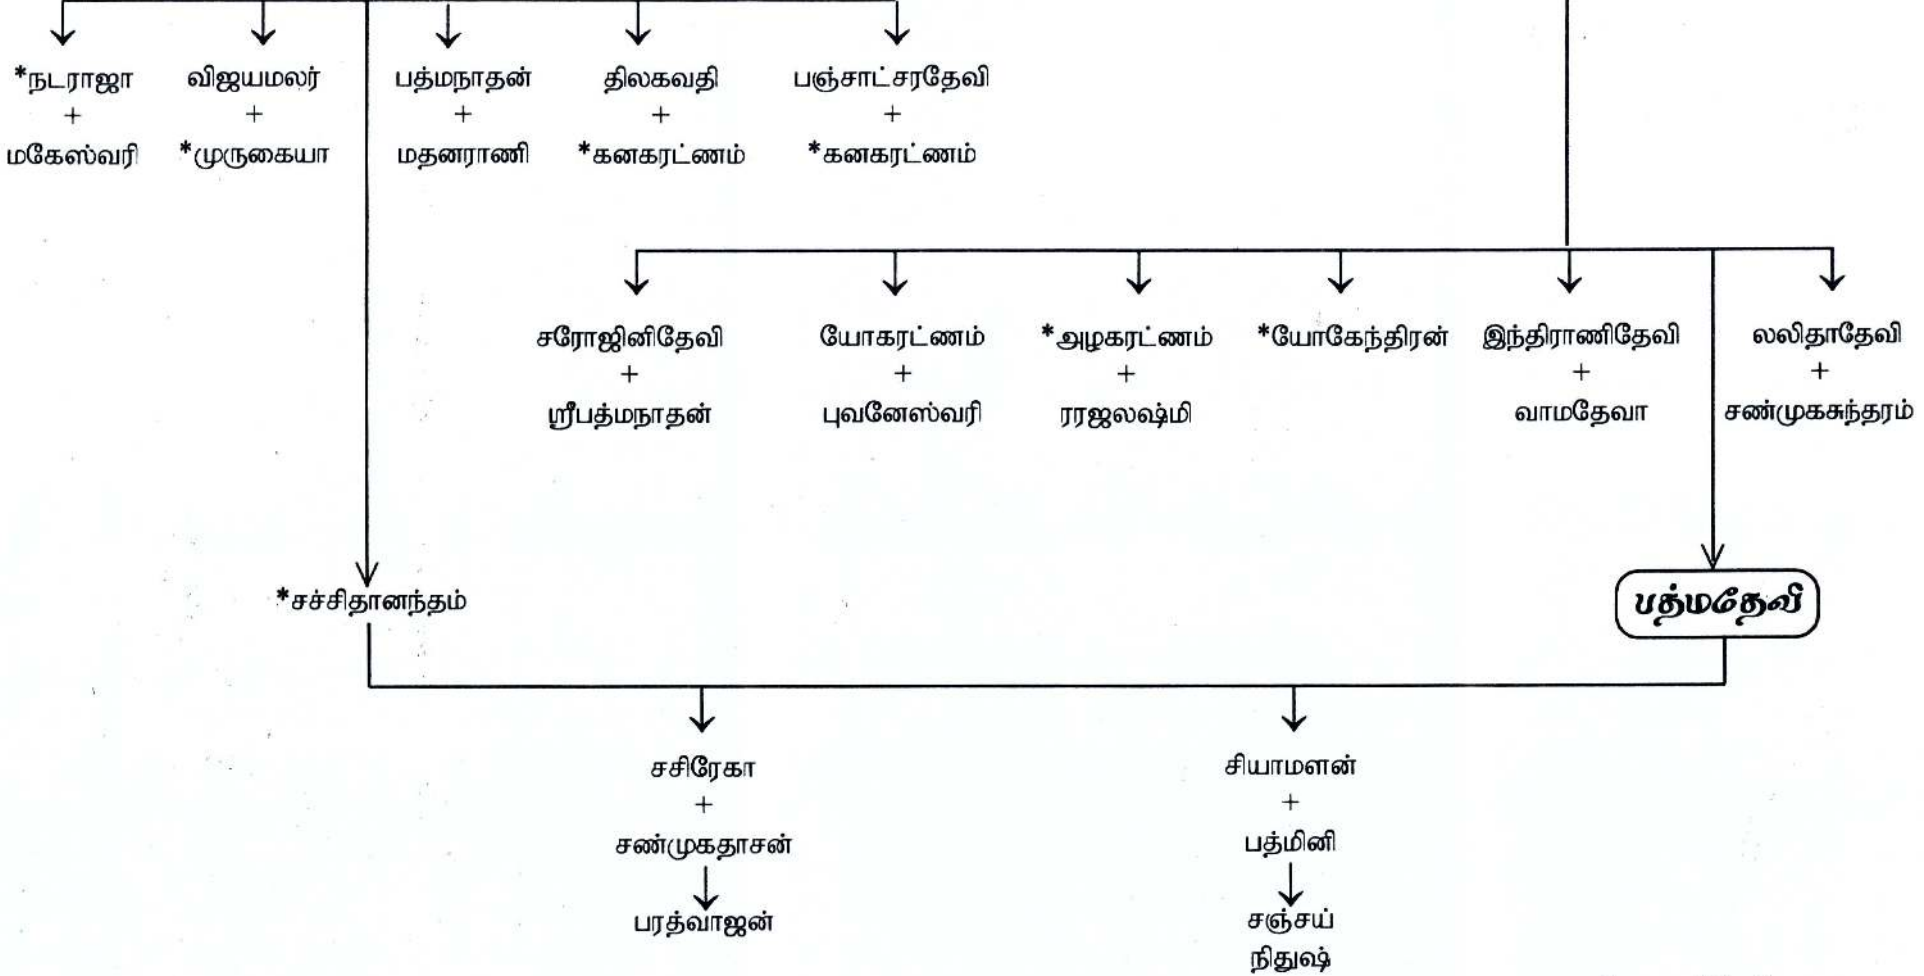 *நடராஜா விஜயமலர் பத்மநாதன் திலகவதி பஞ்சாட்சரதேவி
+ + + + +
மகேஸ்வரி *முருகையா மதனராணி *கனகரட்ணம் *கனகரட்ணம்
சரோஜினிதேவி யோகரட்ணம் *அழகரட்ணம் *யோகேந்திரன் இந்திராணிதேவி லலிதாதேவி
+ + + + +
ஸ்ரீபத்மநாதன் புவனேஸ்வரி ரரஜலஷ்மி வாமதேவா சண்முகசுந்தரம்
*சச்சிதானந்தம் பத்மதேவி
சசிரேகா சியாமளன்
+ +
சண்முகதாசன் பத்மினி
பரத்வாஜன் சஞ்சய்
நிதுஷ்